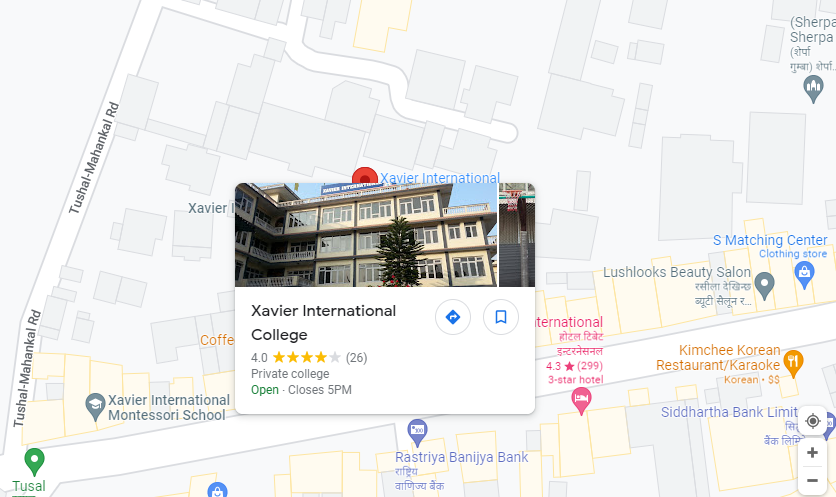 (Sherpa
Sherpa
(शेर्पा
गुम्बा) शेर्पा..
Tushal-Mahankal Rd
XAVIER INTERNATIONAL
Xavier International
Xavier I
S Matching Center
Clothing store
Lushlooks Beauty Salon
रसीला देखिन्छ
ब्यूटी सैलून र...
Xavier International
College
4.0
(26)
Private college
Open · Closes 5PM
ternational
होटल टिबेट
इन्टरनेसनल
4.3 ★ (299)
3-star hotel
Coffe
Kimchee Korean
Restaurant/Karaoke
Korean • $$
Tushal-Mahankal Rd
Xavier International
Montessori School
Siddhartha Bank Limit
सि
बैंक लिमि
Rastriya Banijya Bank
राष्ट्रिय
वाणिज्य बैंक
Tusal